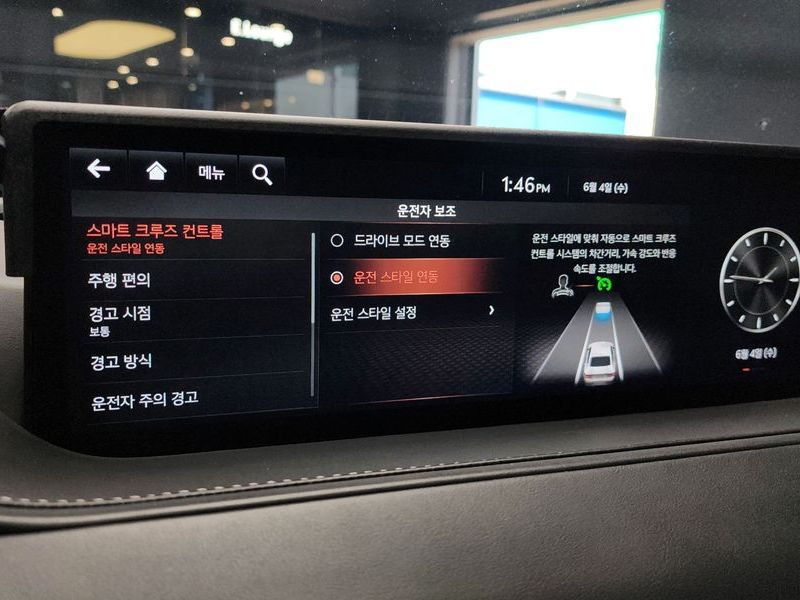 메뉴
1:46PM
6월 4일 (수)
운전자 보조
스마트 크루즈 컨트롤
운전 스타일 연동
주행 편의
경고 시점
보통
경고 방식
운전자 주의 경고
드라이브 모드 연동
운전 스타일 연동
운전 스타일 설정
운전 스타일에 맞춰 자동으로 스마트 크루즈
컨트롤 시스템의 차간거리, 가속 강도와 반응
속도를 조절합니다.
6월 4일 (수)